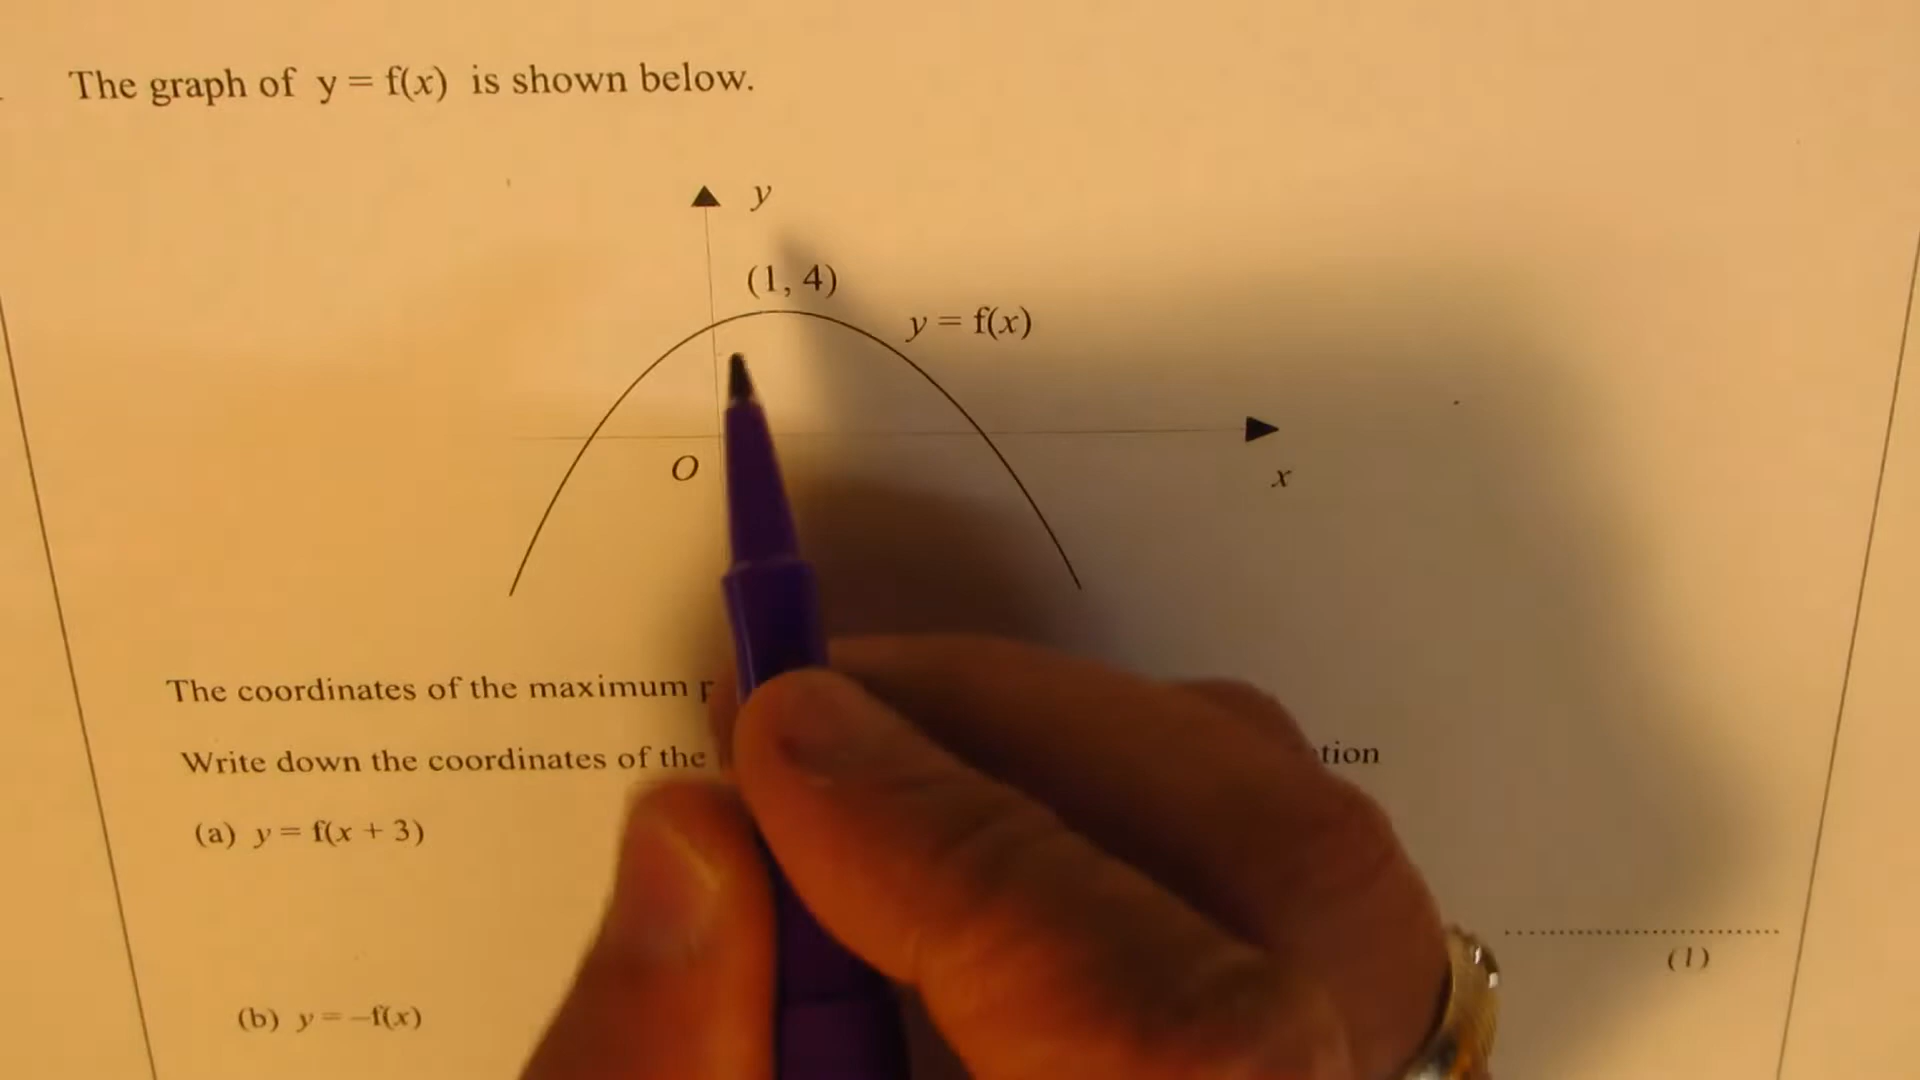 The graph of y = f(x) is shown below.
y
(1, 4)
y = f(x)
O
x
The coordinates of the maximum
Write down the coordinates of the
(a) y = f(x + 3)
(1)
(b) y = –f(x)